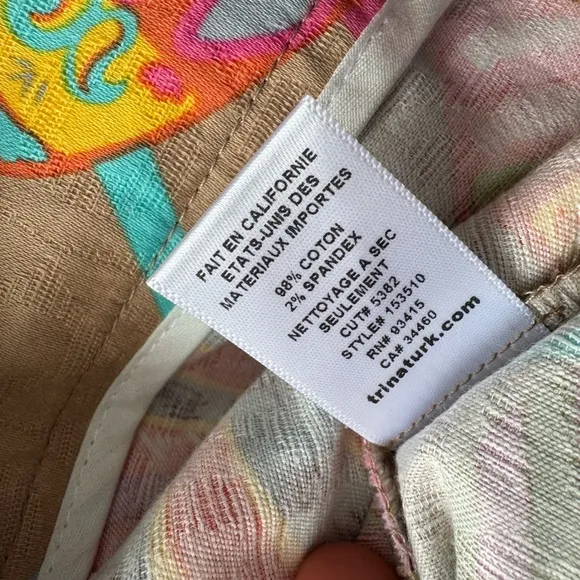 FAIT EN CALIFORNIE
ETATS-UNIS DES
MATERIAUX IMPORTES
98% COTON
2% SPANDEX
NETTOYAGE A SEC
SEULEMENT
CUT# 5382
STYLE# 153510
RN# 93415
CA# 34460
trinaturk.com